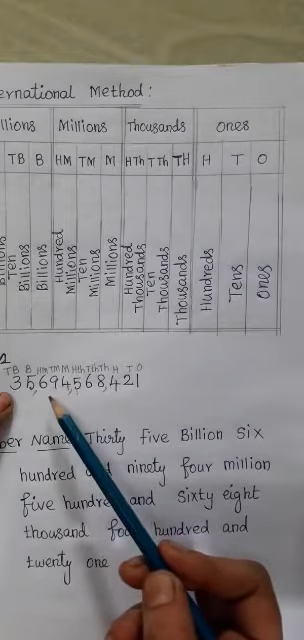 ernational Method:
llions Millions Thousands ones
TB B HM TM M HTh T Th TH H T O
Ten Billions Billions Hundred Millions Ten Millions Millions Hundred Thousands Ten Thousands Thousands Hundreds Tens ones
TB B HM TM M Hth Tth Th H T O
35,694,568,421
Name: Thirty five Billion Six
hundred ninety four million
five hundred and Sixty eight
thousand hundred and
twenty one